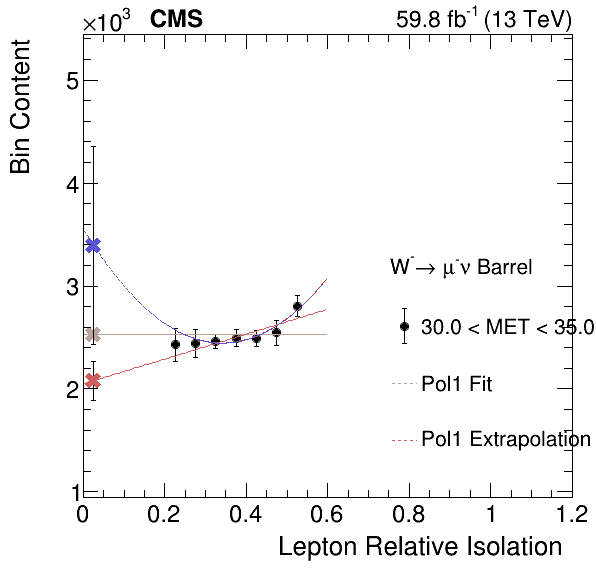 ×10³ CMS 59.8 fb⁻¹ (13 TeV)
Bin Content
5
4
3
2
1
W⁻→ μ⁻ν Barrel
30.0 < MET < 35.0
Pol1 Fit
Pol1 Extrapolation
0 0.2 0.4 0.6 0.8 1 1.2
Lepton Relative Isolation